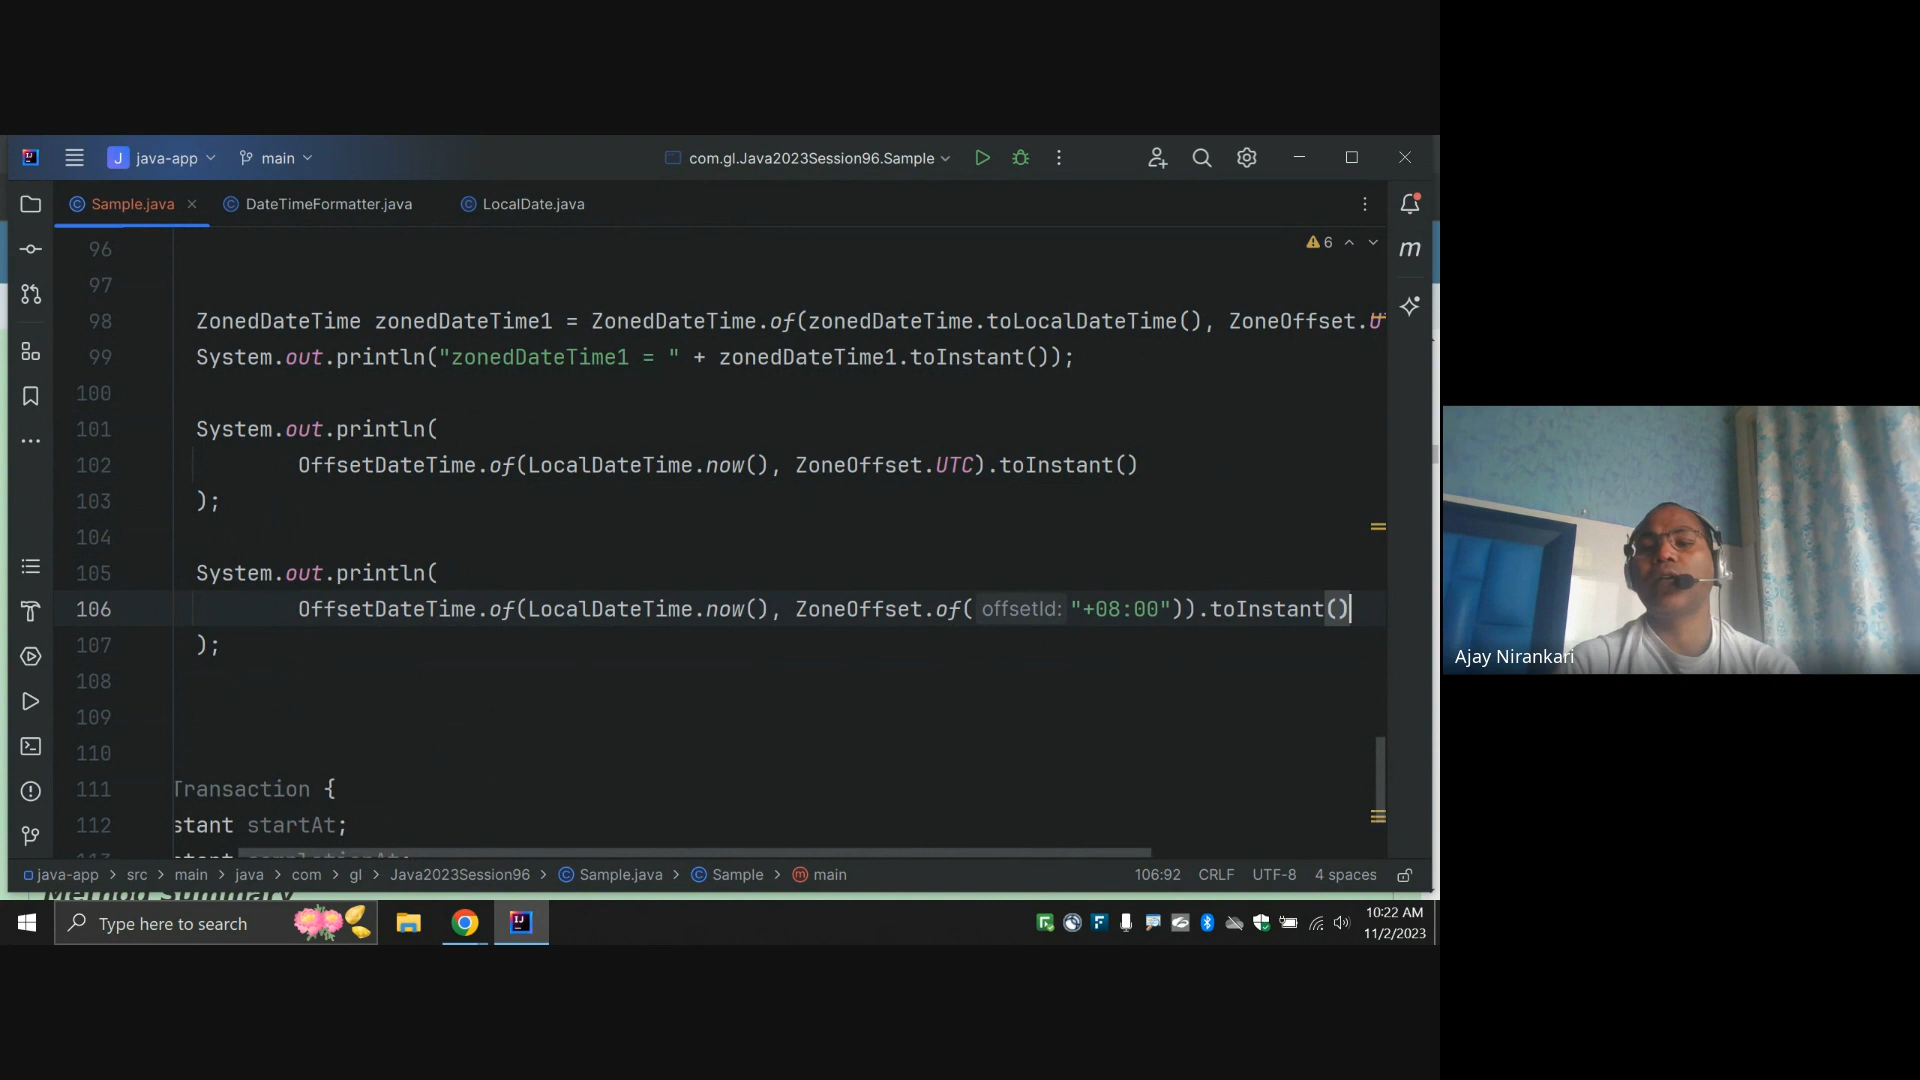 J java-app main com.gl.Java2023Session96.Sample
Sample.java DateTimeFormatter.java LocalDate.java
96 6
97
98 ZonedDateTime zonedDateTime1 = ZonedDateTime.of(zonedDateTime.toLocalDateTime(), ZoneOffset.U
99 System.out.println("zonedDateTime1 = " + zonedDateTime1.toInstant());
100
101 System.out.println(
102 OffsetDateTime.of(LocalDateTime.now(), ZoneOffset.UTC).toInstant()
103 );
104
105 System.out.println(
106 OffsetDateTime.of(LocalDateTime.now(), ZoneOffset.of( offsetId: "+08:00")).toInstant()
107 );
108
109
110
111 Transaction {
112 stant startAt;
java-app > src > main > java > com > gl > Java2023Session96 > Sample.java > Sample > main 106:92 CRLF UTF-8 4 spaces
Method Summary
Type here to search
10:22 AM
11/2/2023
Ajay Nirankari